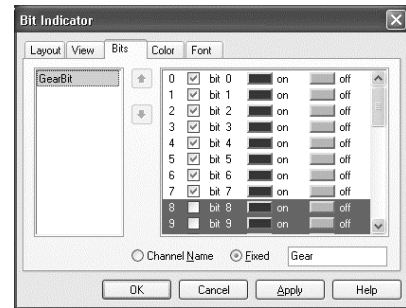 Bit Indicator
Layout View Bits Color Font
GearBit
0 bit 0 on off
1 bit 1 on off
2 bit 2 on off
3 bit 3 on off
4 bit 4 on off
5 bit 5 on off
6 bit 6 on off
7 bit 7 on off
8 bit 8 on off
9 bit 9 on off
Channel Name Fixed Gear
OK Cancel Apply Help